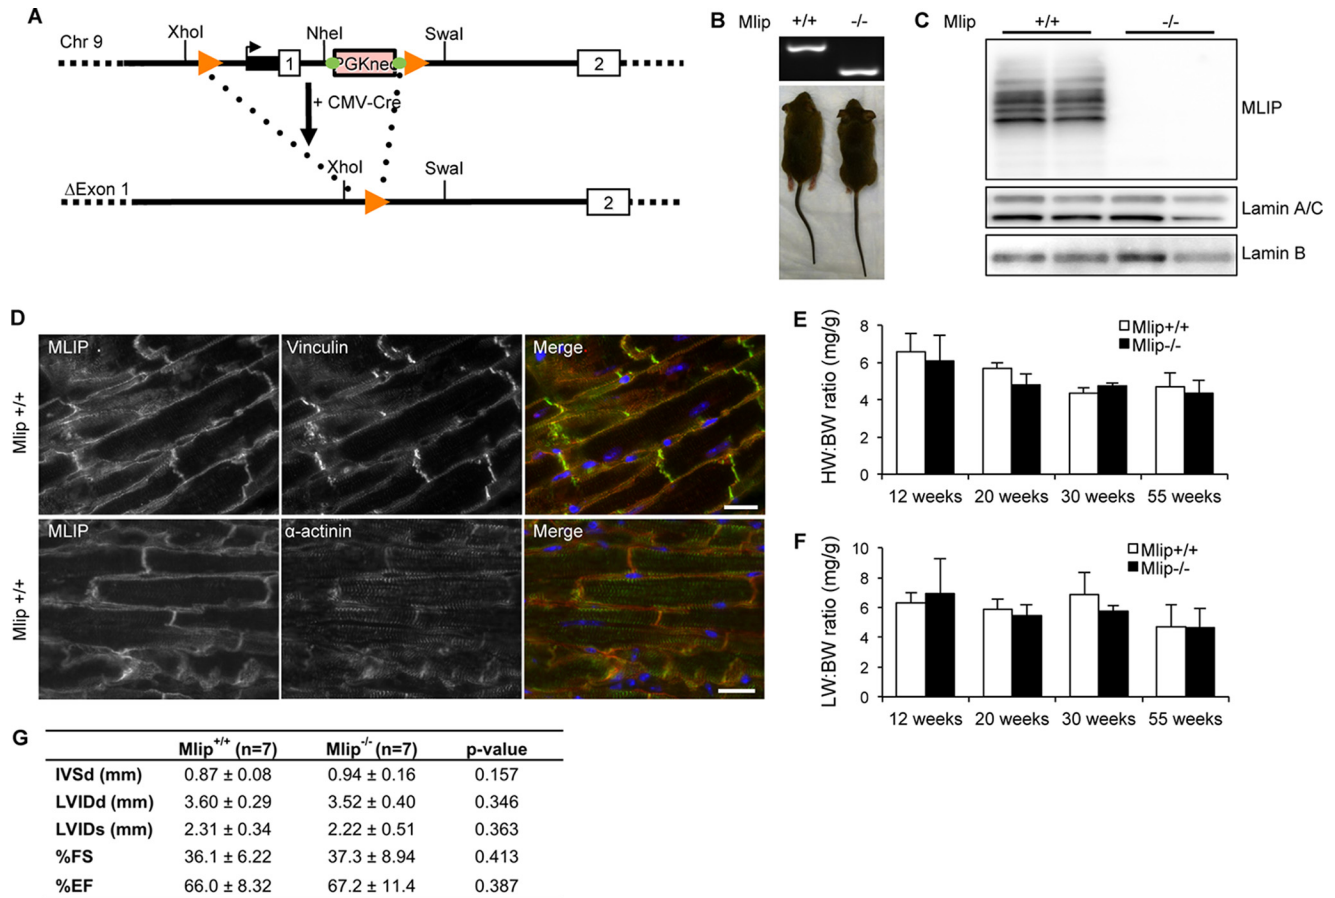 A
Chr 9
XhoI
NheI
SwaI
1
PGKneo
2
+ CMV-Cre
XhoI
SwaI
ΔExon 1
2
B
Mlip +/+ -/-
C
Mlip +/+ -/-
MLIP
Lamin A/C
Lamin B
D
Mlip +/+
MLIP
Vinculin
Merge
Mlip +/+
MLIP
α-actinin
Merge
E
HW:BW ratio (mg/g)
8
6
4
2
0
Mlip+/+
Mlip-/-
12 weeks 20 weeks 30 weeks 55 weeks
F
LW:BW ratio (mg/g)
10
8
6
4
2
0
Mlip+/+
Mlip-/-
12 weeks 20 weeks 30 weeks 55 weeks
G
Mlip+/+ (n=7) Mlip-/- (n=7) p-value
IVSd (mm) 0.87 ± 0.08 0.94 ± 0.16 0.157
LVIDd (mm) 3.60 ± 0.29 3.52 ± 0.40 0.346
LVIDs (mm) 2.31 ± 0.34 2.22 ± 0.51 0.363
%FS 36.1 ± 6.22 37.3 ± 8.94 0.413
%EF 66.0 ± 8.32 67.2 ± 11.4 0.387